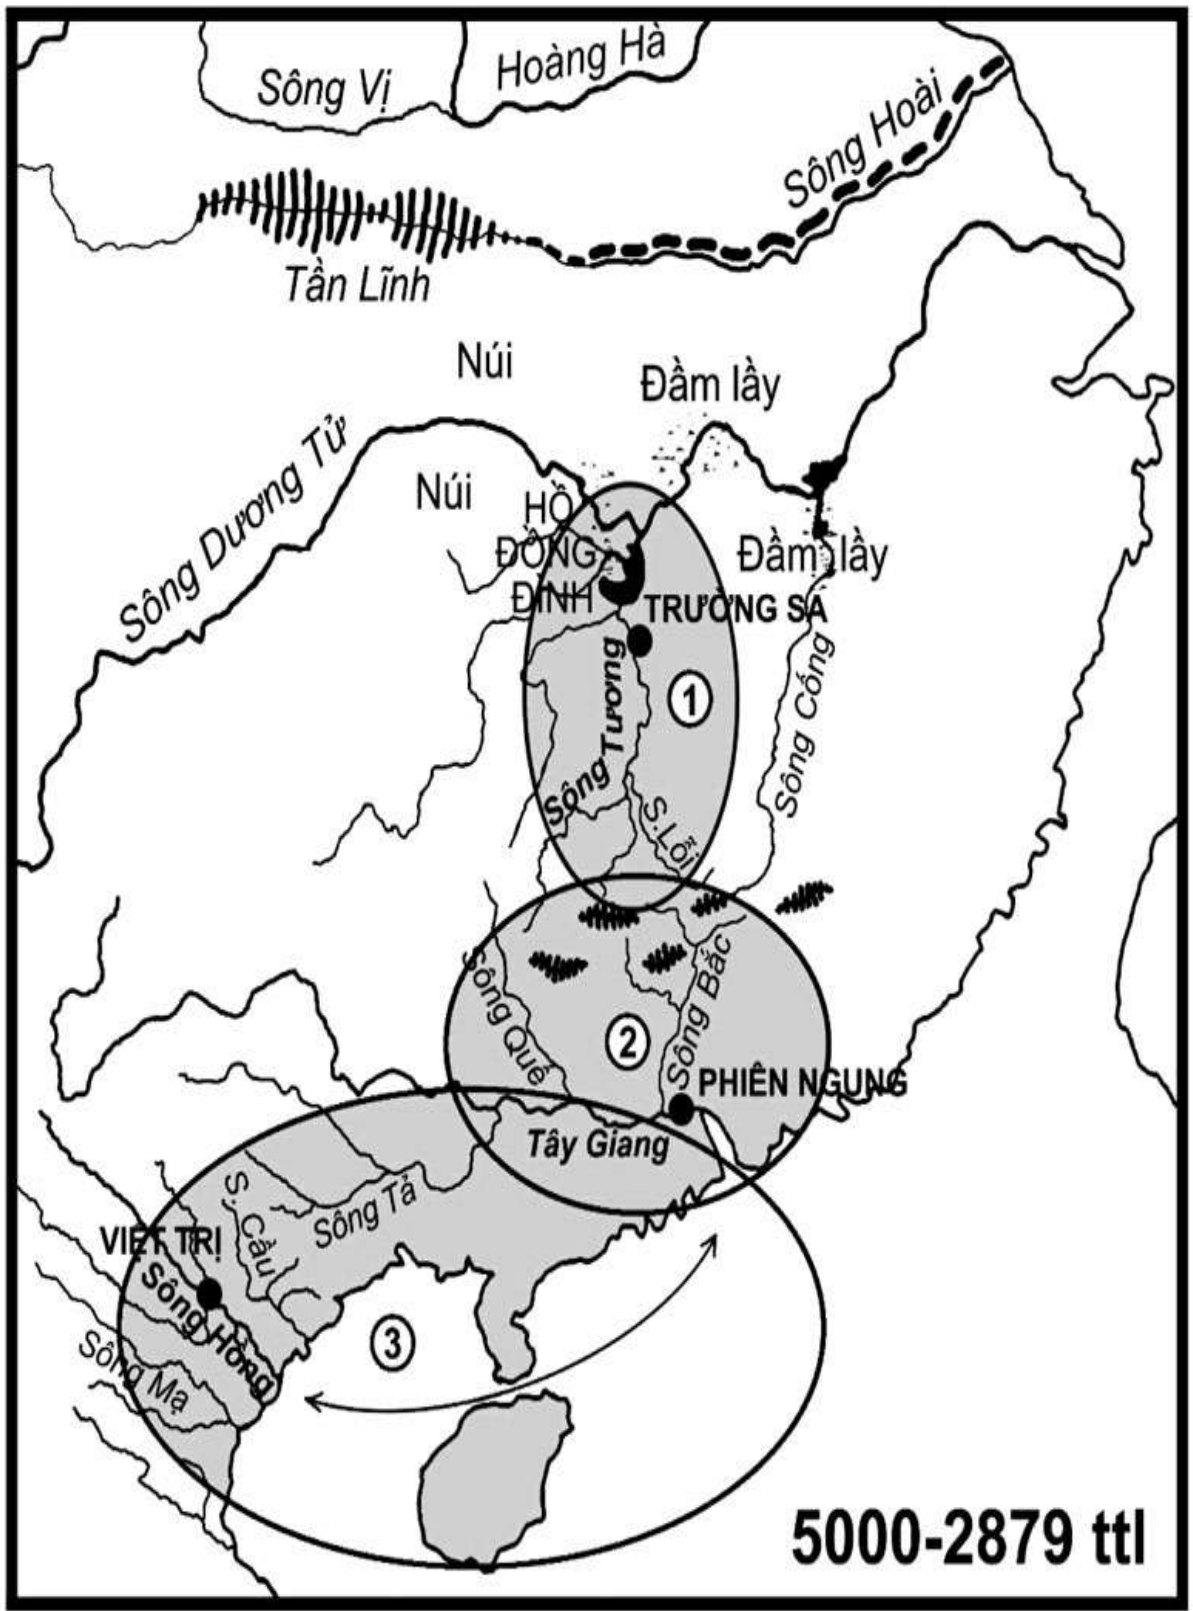 Sông Vị
Hoàng Hà
Sông Hoài
Tần Lĩnh
Núi
Đầm lầy
Sông Dương Tử
Núi
HỒ
ĐỒNG
ĐÌNH
Đầm lầy
TRƯỜNG SA
Sông Tương
1
Sông Cống
S.Lỗi
Sông Quế
Sông Bắc
2
PHIÊN NGUNG
Tây Giang
Sông Tả
S. Cầu
VIỆT TRỊ
Sông Hồng
Sông Mạ
3
5000-2879 ttl